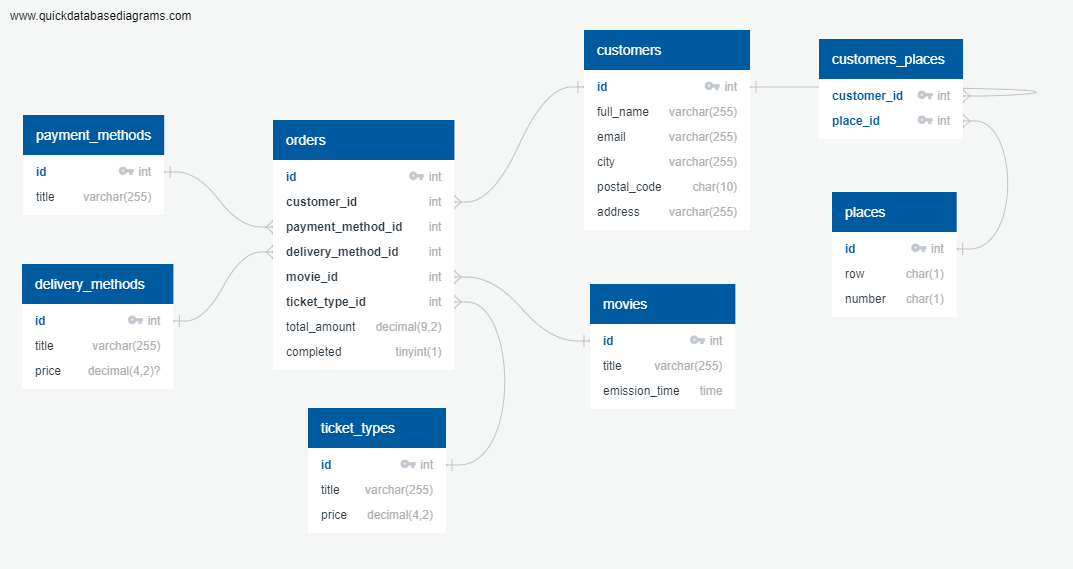 www.quickdatabasediagrams.com
payment_methods
id int
title varchar(255)
delivery_methods
id int
title varchar(255)
price decimal(4,2)?
orders
id int
customer_id int
payment_method_id int
delivery_method_id int
movie_id int
ticket_type_id int
total_amount decimal(9,2)
completed tinyint(1)
ticket_types
id int
title varchar(255)
price decimal(4,2)
customers
id int
full_name varchar(255)
email varchar(255)
city varchar(255)
postal_code char(10)
address varchar(255)
movies
id int
title varchar(255)
emission_time time
customers_places
customer_id int
place_id int
places
id int
row char(1)
number char(1)